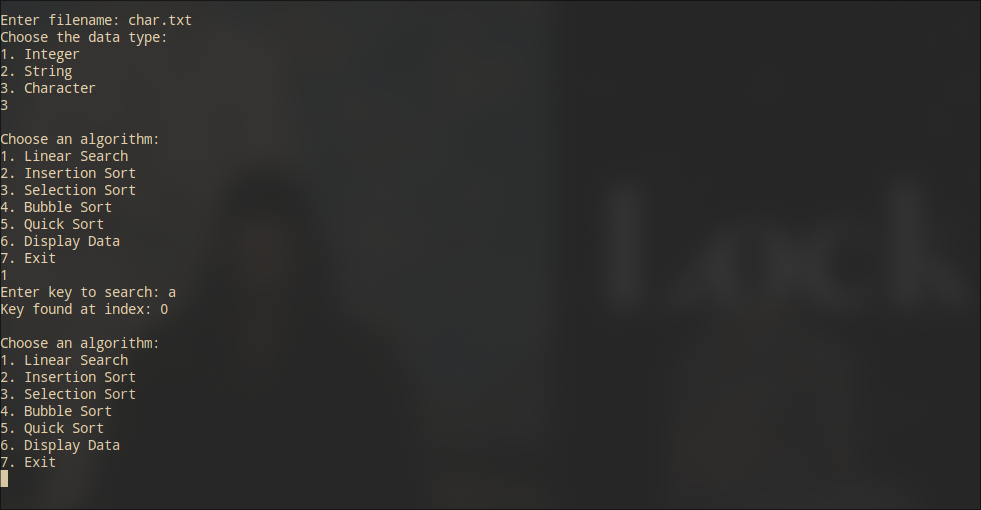 Enter filename: char.txt
Choose the data type:
1. Integer
2. String
3. Character
3
Choose an algorithm:
1. Linear Search
2. Insertion Sort
3. Selection Sort
4. Bubble Sort
5. Quick Sort
6. Display Data
7. Exit
1
Enter key to search: a
Key found at index: 0
Choose an algorithm:
1. Linear Search
2. Insertion Sort
3. Selection Sort
4. Bubble Sort
5. Quick Sort
6. Display Data
7. Exit